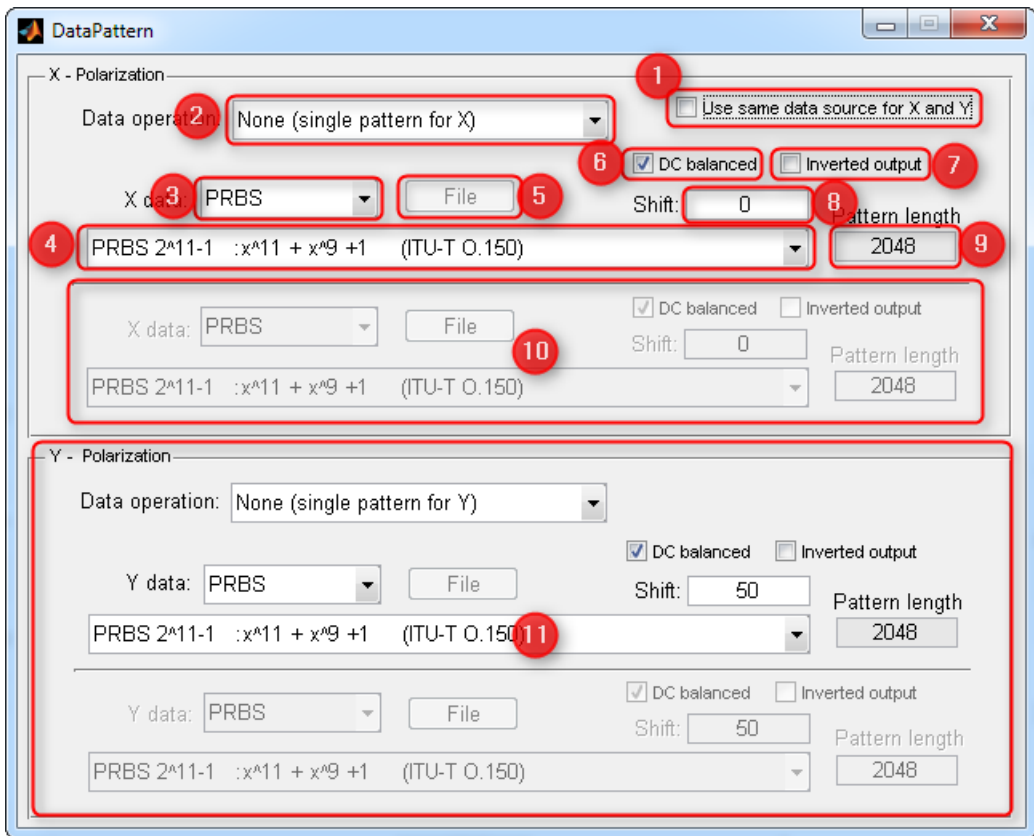 DataPattern
X - Polarization
1
Use same data source for X and Y
Data operation: 2 None (single pattern for X)
6 DC balanced Inverted output 7
X data: 3 PRBS File 5 Shift: 0 8
Pattern length
4 PRBS 2^11-1 :x^11 + x^9 +1 (ITU-T O.150) 2048 9
DC balanced Inverted output
X data: PRBS File Shift: 0
10
Pattern length
PRBS 2^11-1 :x^11 + x^9 +1 (ITU-T O.150) 2048
Y - Polarization
Data operation: None (single pattern for Y)
DC balanced Inverted output
Y data: PRBS File Shift: 50
Pattern length
PRBS 2^11-1 :x^11 + x^9 +1 (ITU-T O.150) 11 2048
DC balanced Inverted output
Y data: PRBS File Shift: 50
Pattern length
PRBS 2^11-1 :x^11 + x^9 +1 (ITU-T O.150) 2048